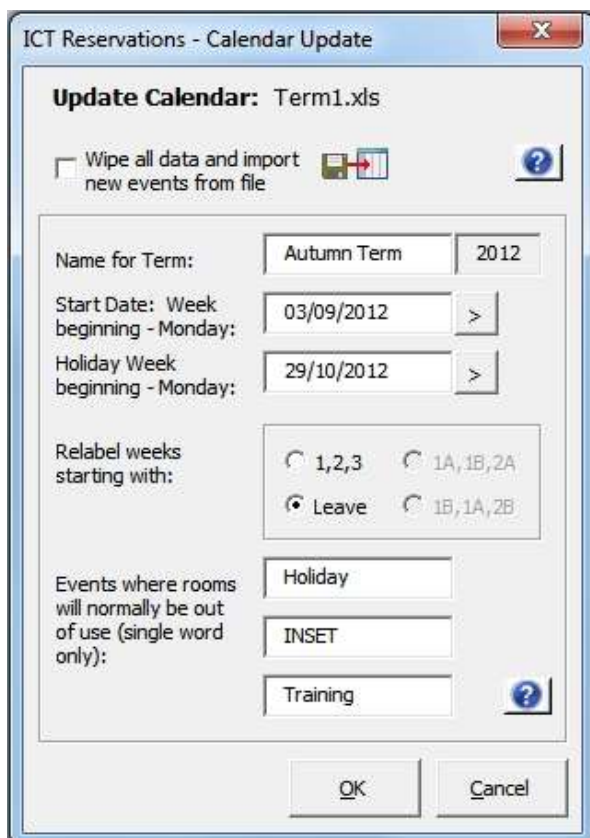 ICT Reservations - Calendar Update
Update Calendar: Term1.xls
Wipe all data and import
new events from file
Name for Term:
Autumn Term
2012
Start Date: Week
beginning - Monday:
03/09/2012
>
Holiday Week
beginning - Monday:
29/10/2012
>
Relabel weeks
starting with:
1,2,3
1A,1B,2A
Leave
1B,1A,2B
Events where rooms
will normally be out
of use (single word
only):
Holiday
INSET
Training
OK
Cancel